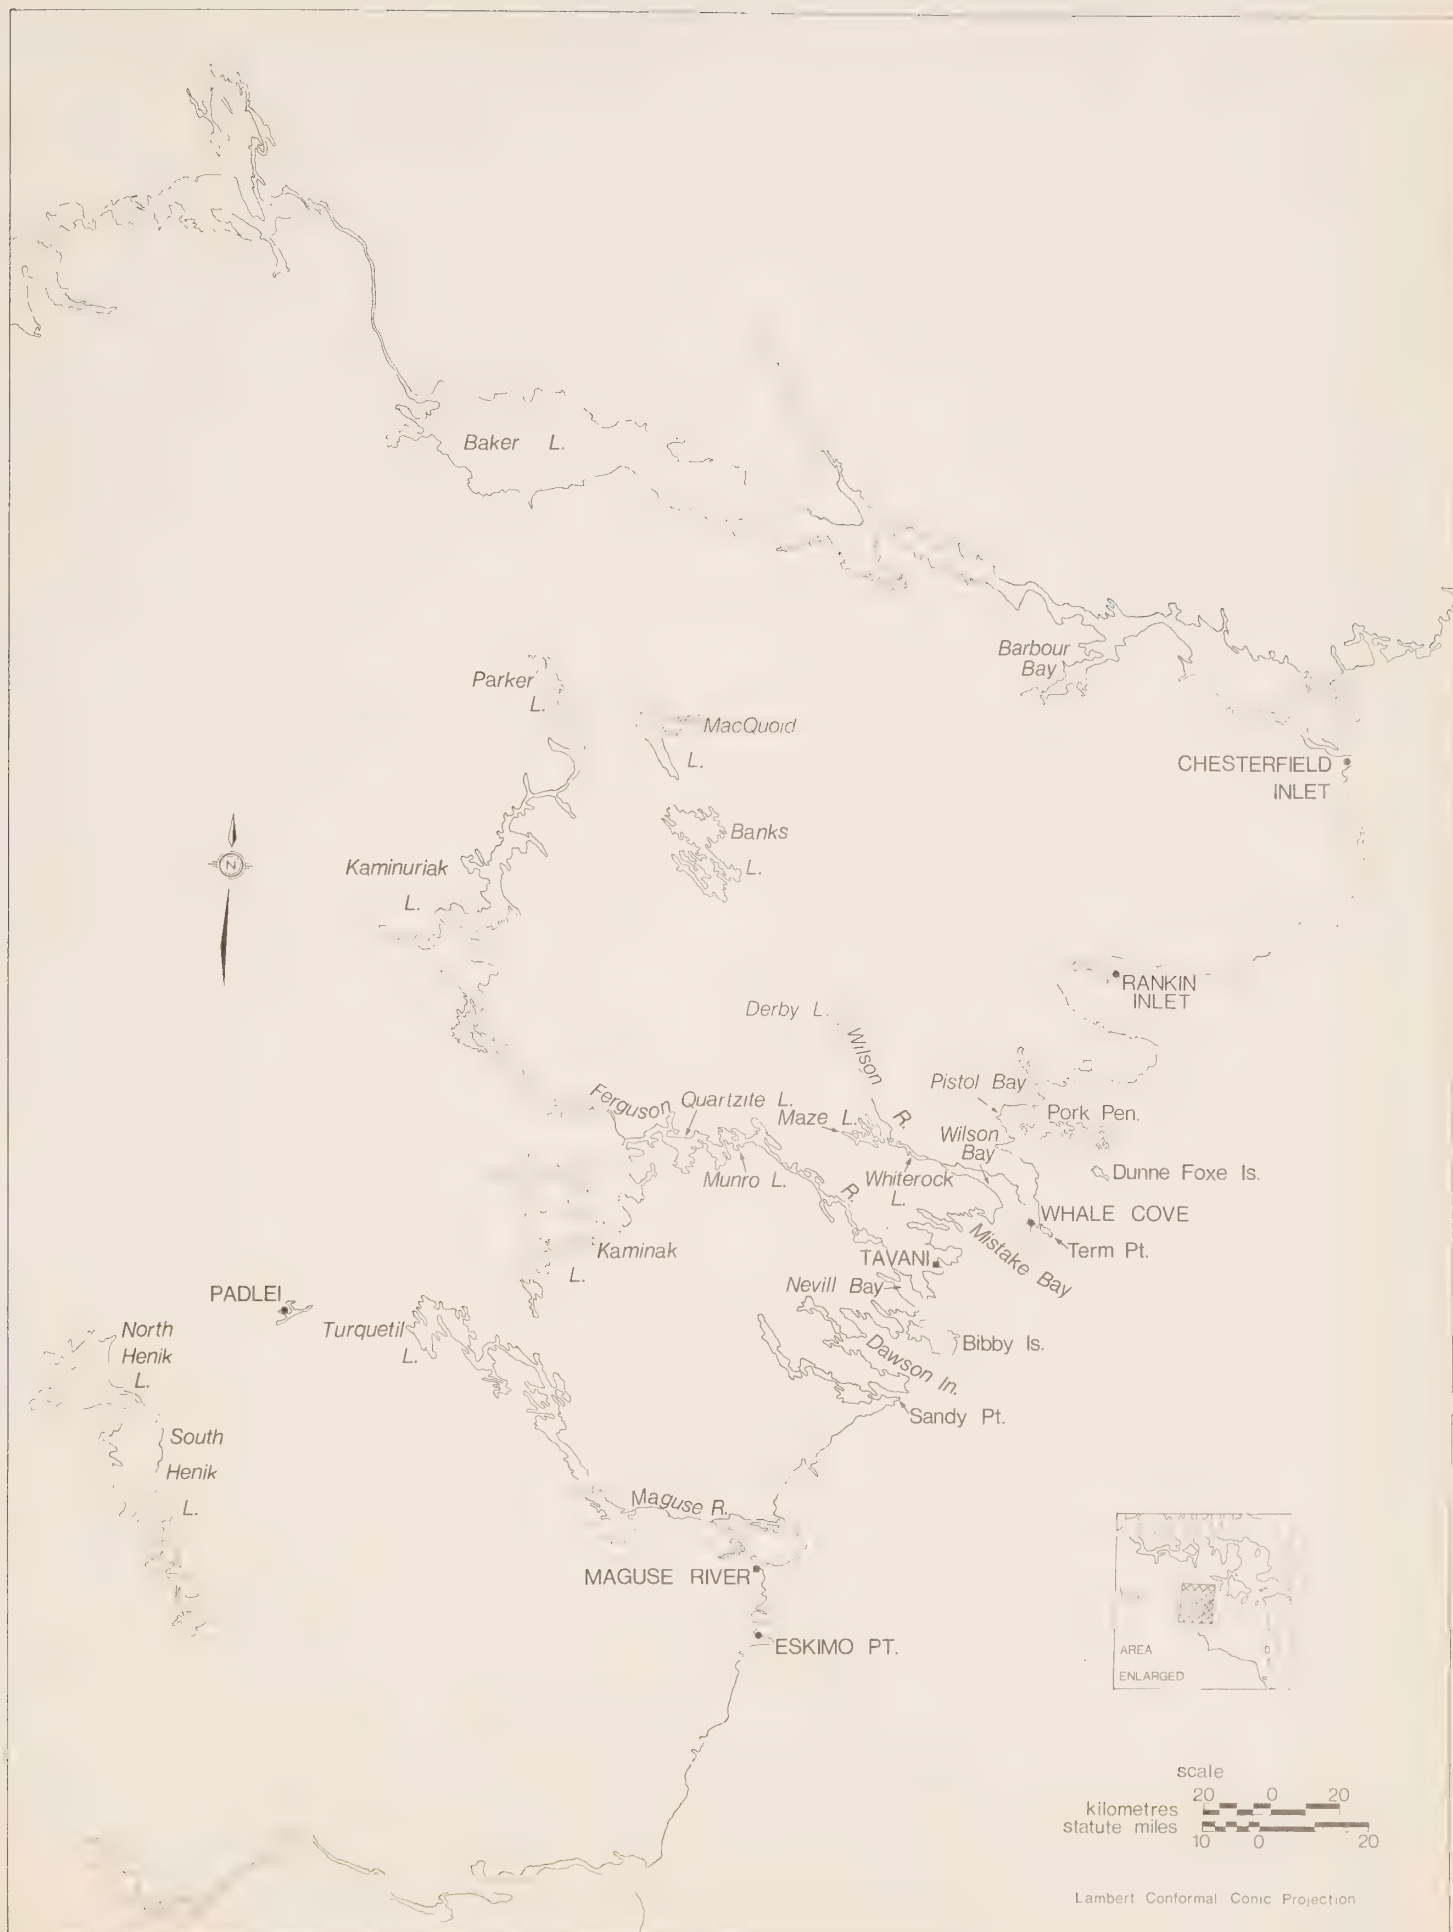 Baker L.
Barbour
Bay
Parker
L.
MacQuoid
L.
CHESTERFIELD
INLET
Banks
L.
N
Kaminuriak
L.
RANKIN
INLET
Derby L.
Wilson
R.
Pistol Bay
Ferguson
R.
Quartzite L.
Maze L.
Pork Pen.
Wilson
Bay
Munro L.
Whiterock
L.
Dunne Foxe Is.
WHALE COVE
Term Pt.
Kaminak
L.
TAVANI
Mistake Bay
Nevill Bay
PADLEI
North
Henik
L.
Turquetil
L.
Bibby Is.
Dawson In.
Sandy Pt.
South
Henik
L.
Maguse R.
MAGUSE RIVER
ESKIMO PT.
AREA
ENLARGED
scale
20 0 20
kilometres
statute miles
10 0 20
Lambert Conformal Conic Projection